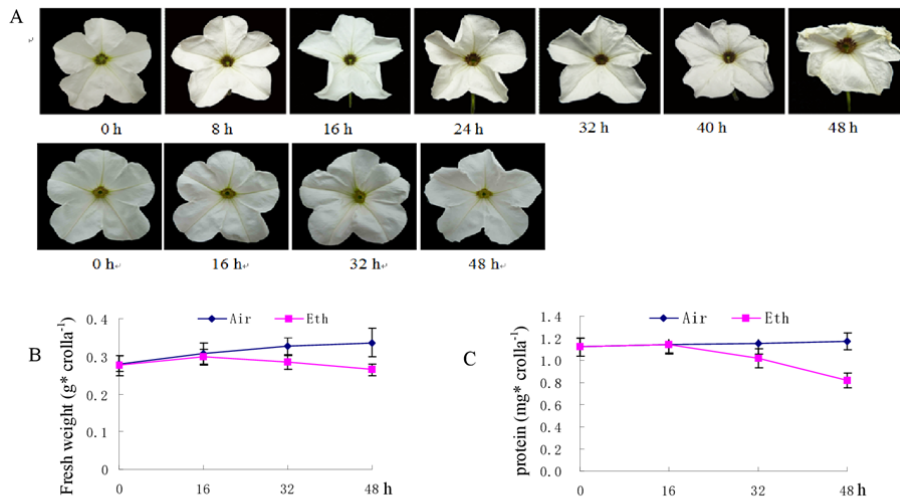 A
↵
0 h 8 h 16 h 24 h 32 h 40 h 48 h
0 h↵ 16 h↵ 32 h↵ 48 h↵
B
Fresh weight (g* crolla⁻¹)
Air Eth
0.4
0.3
0.2
0.1
0
0 16 32 48 h
C
protein (mg* crolla⁻¹)
Air Eth
1.4
1.2
1.0
0.8
0.6
0.4
0.2
0.0
0 16 32 48 h